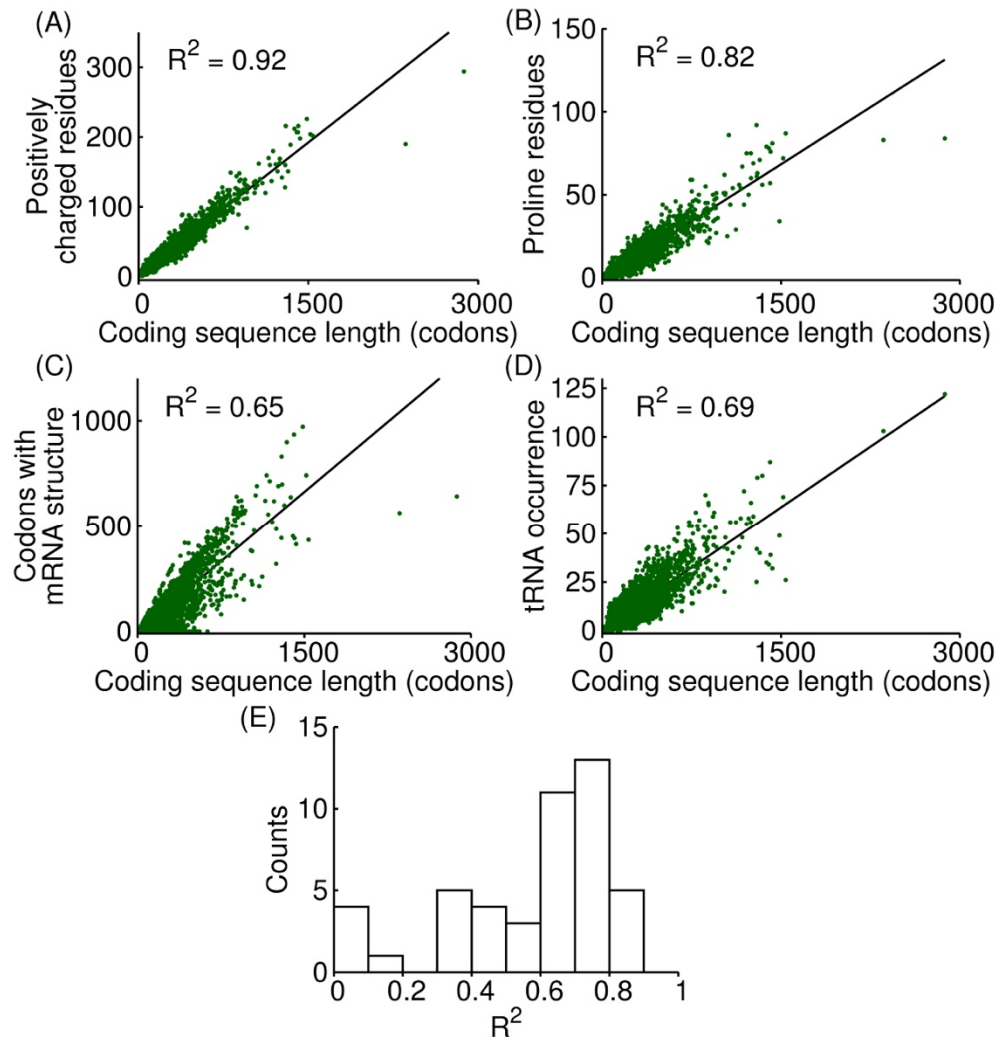 (A)
R² = 0.92
Positively
charged residues
300
200
100
0
0 1500 3000
Coding sequence length (codons)
(B)
R² = 0.82
Proline residues
150
100
50
0
0 1500 3000
Coding sequence length (codons)
(C)
R² = 0.65
Codons with
mRNA structure
1000
500
0
0 1500 3000
Coding sequence length (codons)
(D)
R² = 0.69
tRNA occurrence
125
100
75
50
25
0
0 1500 3000
Coding sequence length (codons)
(E)
Counts
15
10
5
0
0 0.2 0.4 0.6 0.8 1
R²